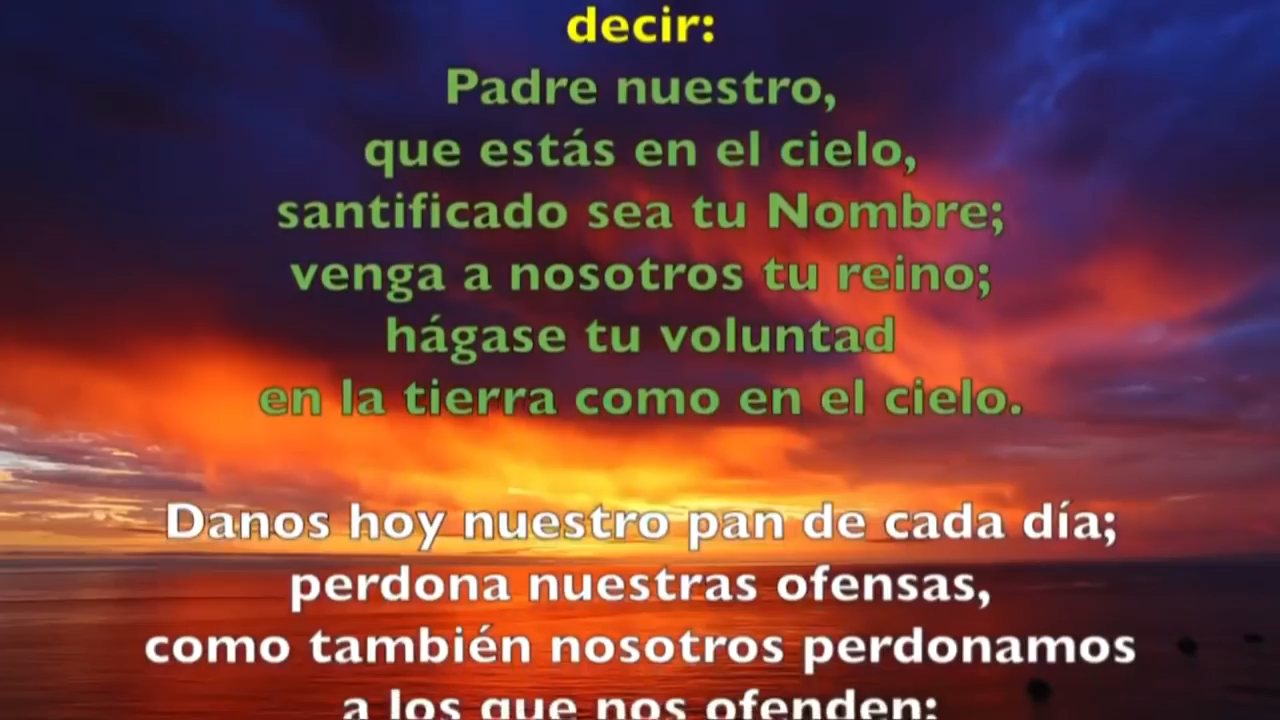 decir:
Padre nuestro,
que estás en el cielo,
santificado sea tu Nombre;
venga a nosotros tu reino;
hágase tu voluntad
en la tierra como en el cielo.
Danos hoy nuestro pan de cada día;
perdona nuestras ofensas,
como también nosotros perdonamos
a los que nos ofenden;